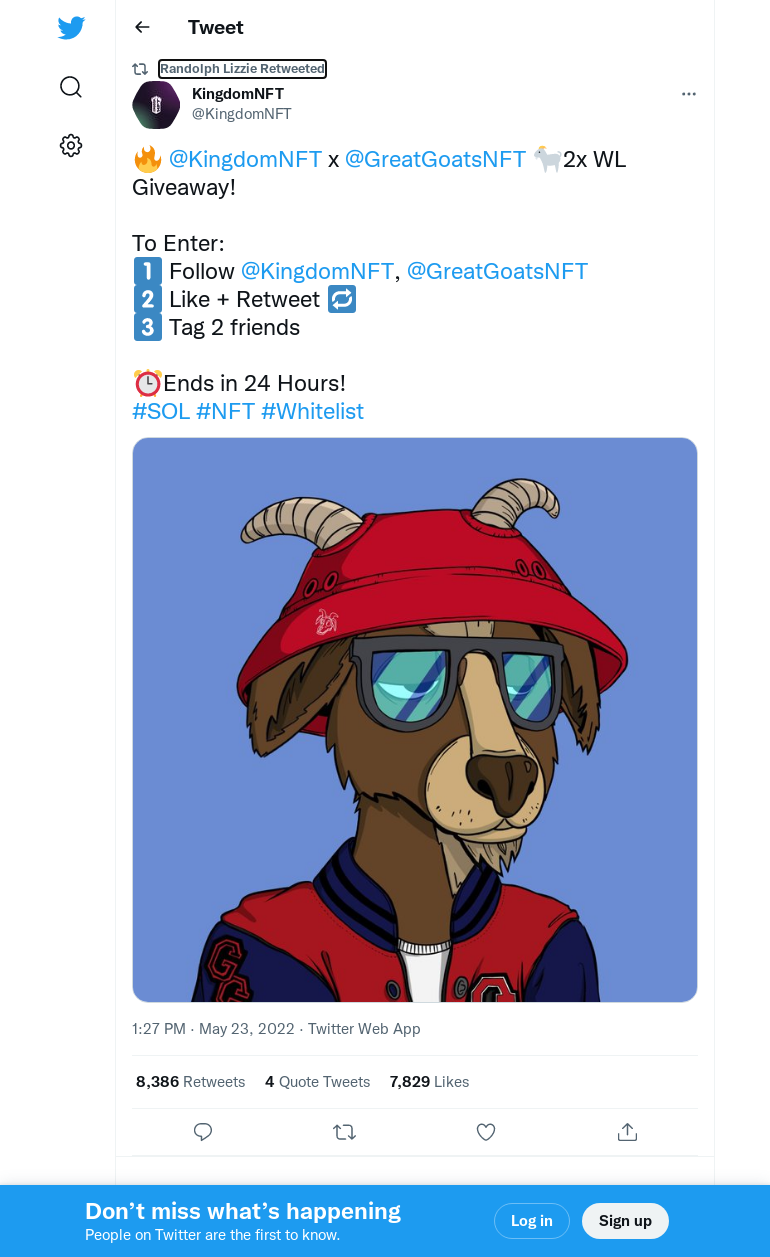 Tweet
Randolph Lizzie Retweeted
KingdomNFT
@KingdomNFT
🔥 @KingdomNFT x @GreatGoatsNFT 🐐2x WL
Giveaway!
To Enter:
1️⃣ Follow @KingdomNFT, @GreatGoatsNFT
2️⃣ Like + Retweet 🔁
3️⃣ Tag 2 friends
⏰Ends in 24 Hours!
#SOL #NFT #Whitelist
GG
1:27 PM · May 23, 2022 · Twitter Web App
8,386 Retweets 4 Quote Tweets 7,829 Likes
Don’t miss what’s happening
People on Twitter are the first to know.
Log in
Sign up